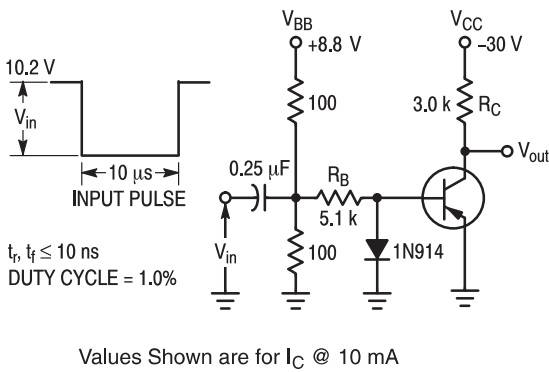 V_BB
+8.8 V
V_CC
–30 V
10.2 V
V_in
10 μs
INPUT PULSE
t_r, t_f ≤ 10 ns
DUTY CYCLE = 1.0%
0.25 μF
V_in
100
100
R_B
5.1 k
1N914
3.0 k R_C
V_out
Values Shown are for I_C @ 10 mA